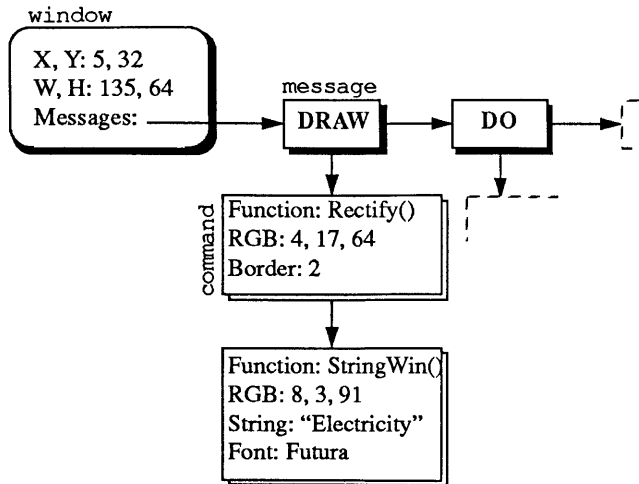 window
X, Y: 5, 32
W, H: 135, 64
Messages:
message
DRAW
DO
command
Function: Rectify()
RGB: 4, 17, 64
Border: 2
Function: StringWin()
RGB: 8, 3, 91
String: “Electricity”
Font: Futura